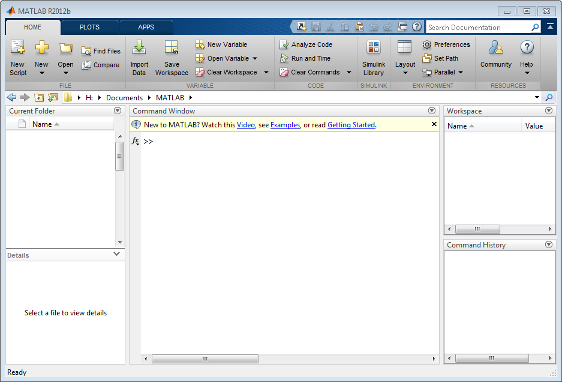 MATLAB R2012b
HOME PLOTS APPS
Search Documentation
New Script
New
Open
Find Files
Compare
Import Data
Save Workspace
New Variable
Open Variable
Clear Workspace
Analyze Code
Run and Time
Clear Commands
Simulink Library
Layout
Preferences
Set Path
Parallel
Community
Help
FILE VARIABLE CODE SIMULINK ENVIRONMENT RESOURCES
H: Documents MATLAB
Current Folder
Name
Details
Select a file to view details
Command Window
New to MATLAB? Watch this Video, see Examples, or read Getting Started.
fx >>
Workspace
Name Value
Command History
Ready